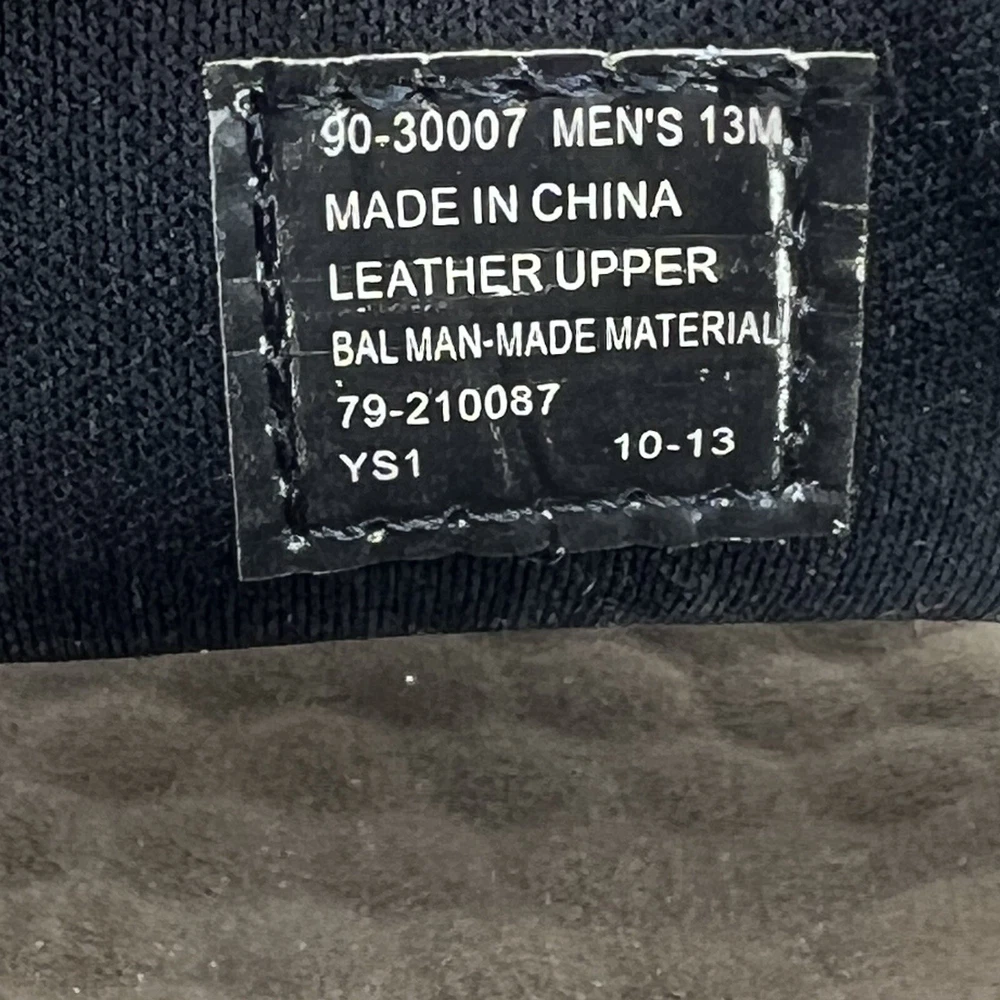 90-30007 MEN'S 13M
MADE IN CHINA
LEATHER UPPER
BAL MAN-MADE MATERIAL
79-210087
YS1 10-13